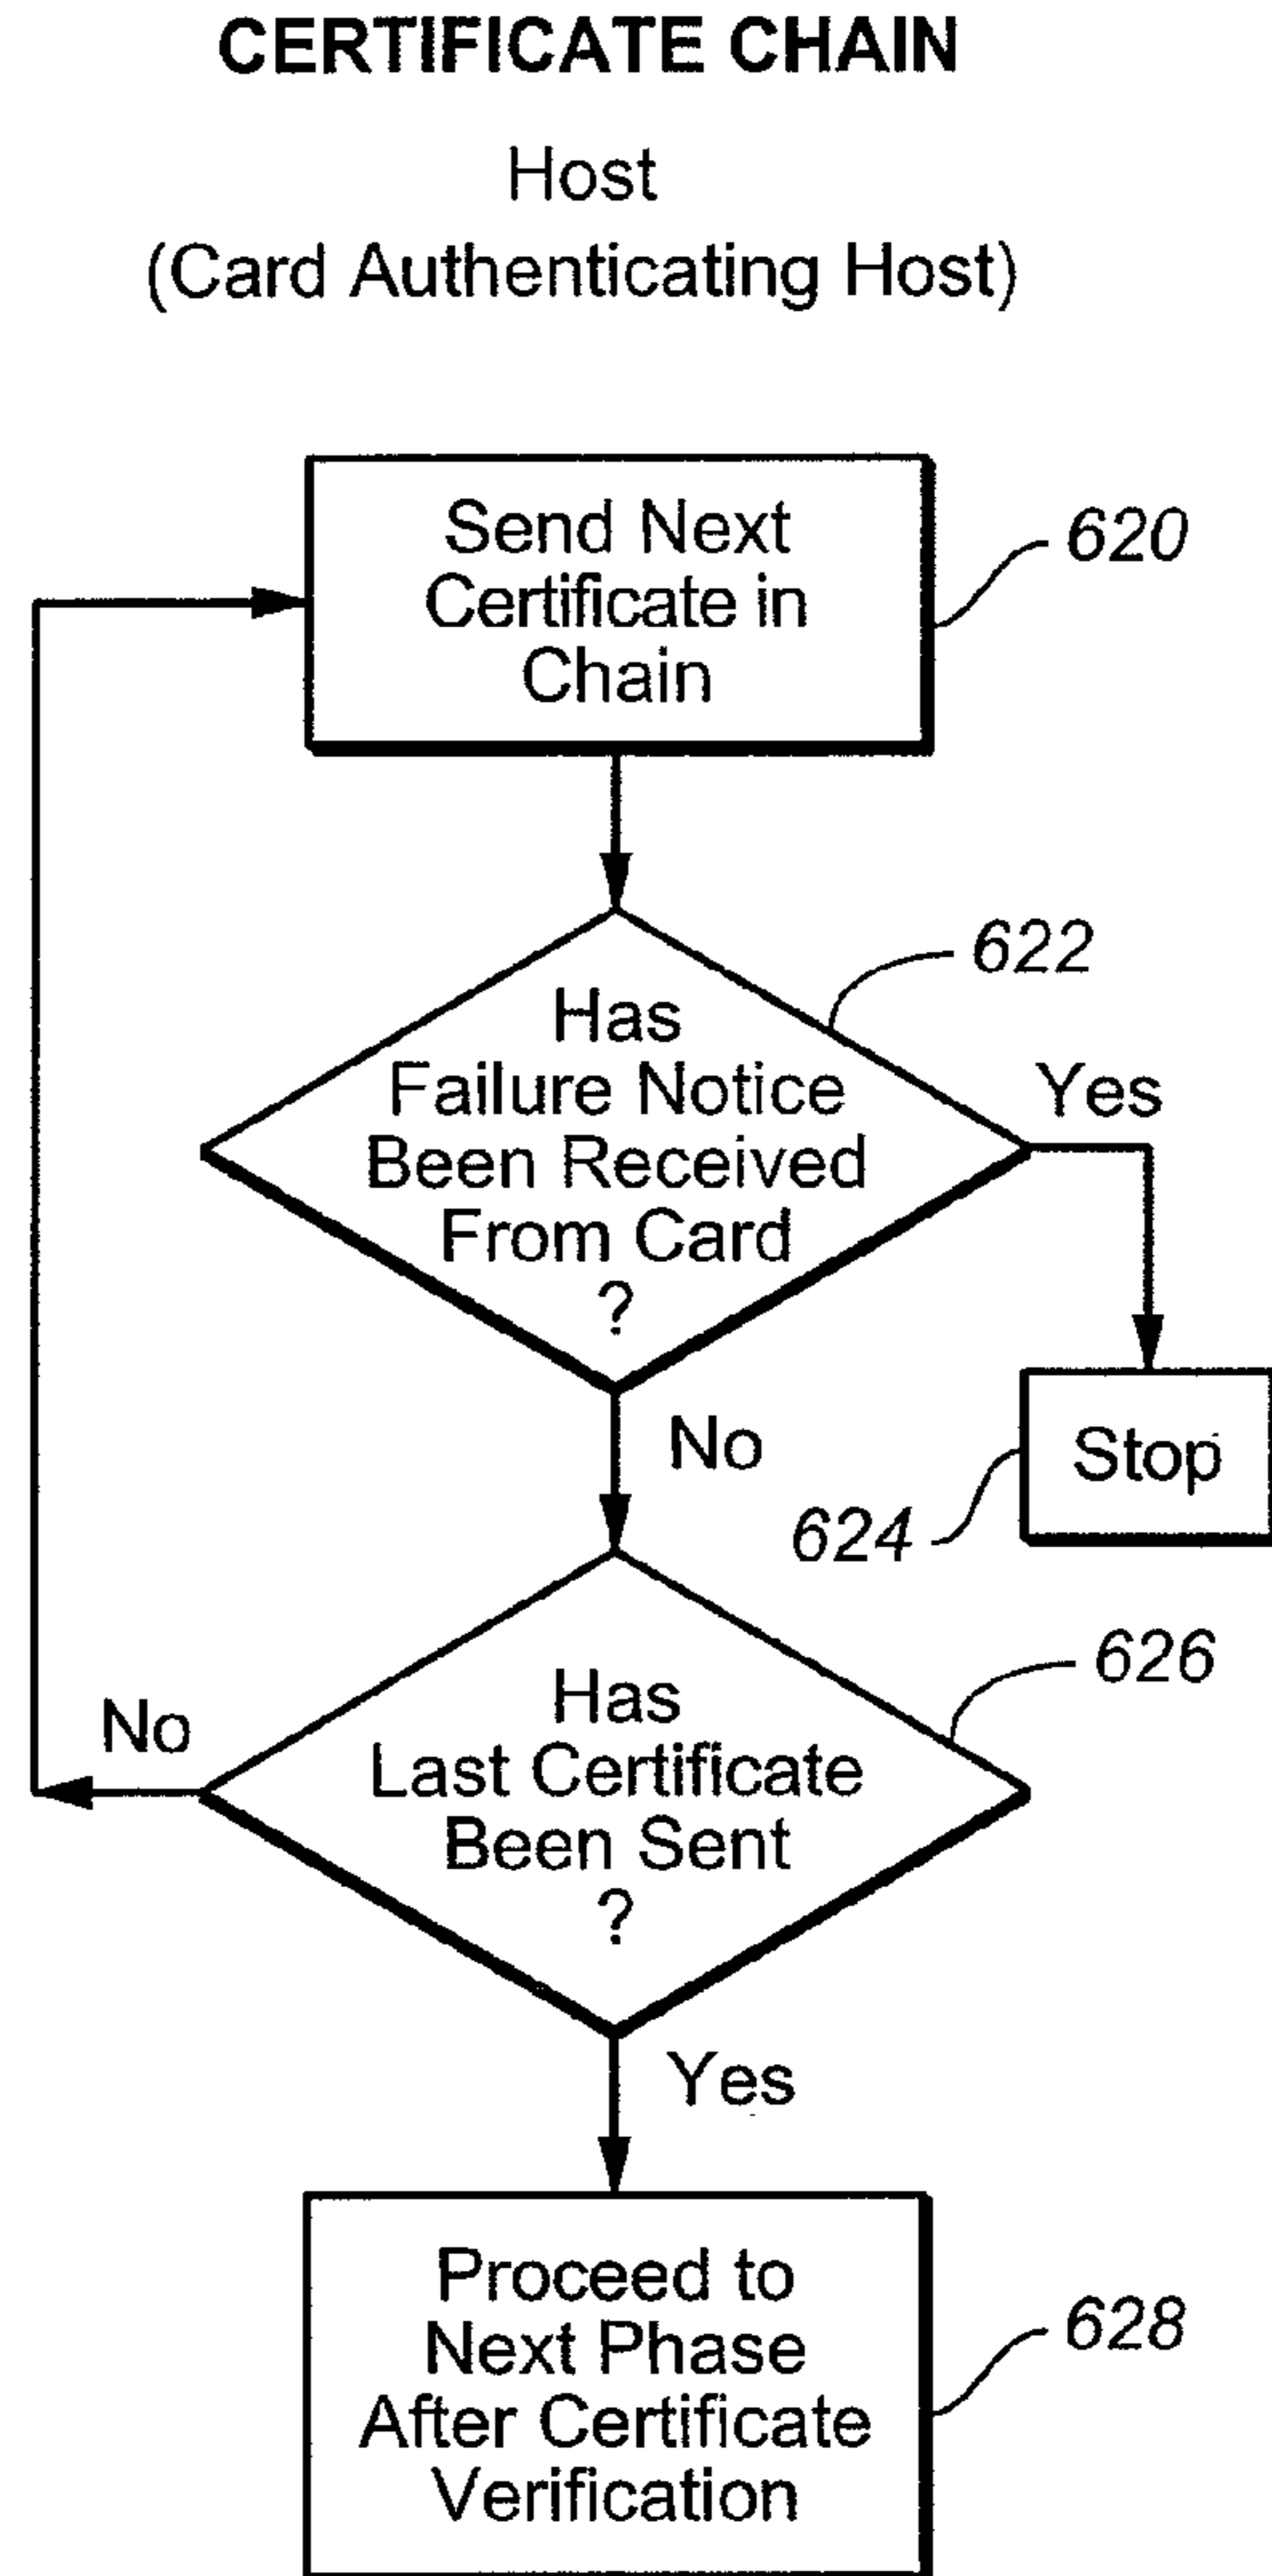 CERTIFICATE CHAIN
Host
(Card Authenticating Host)
Send Next
Certificate in
Chain
620
Has
Failure Notice
Been Received
From Card
?
622
Yes
No
Stop
624
Has
Last Certificate
Been Sent
?
626
No
Yes
Proceed to
Next Phase
After Certificate
Verification
628